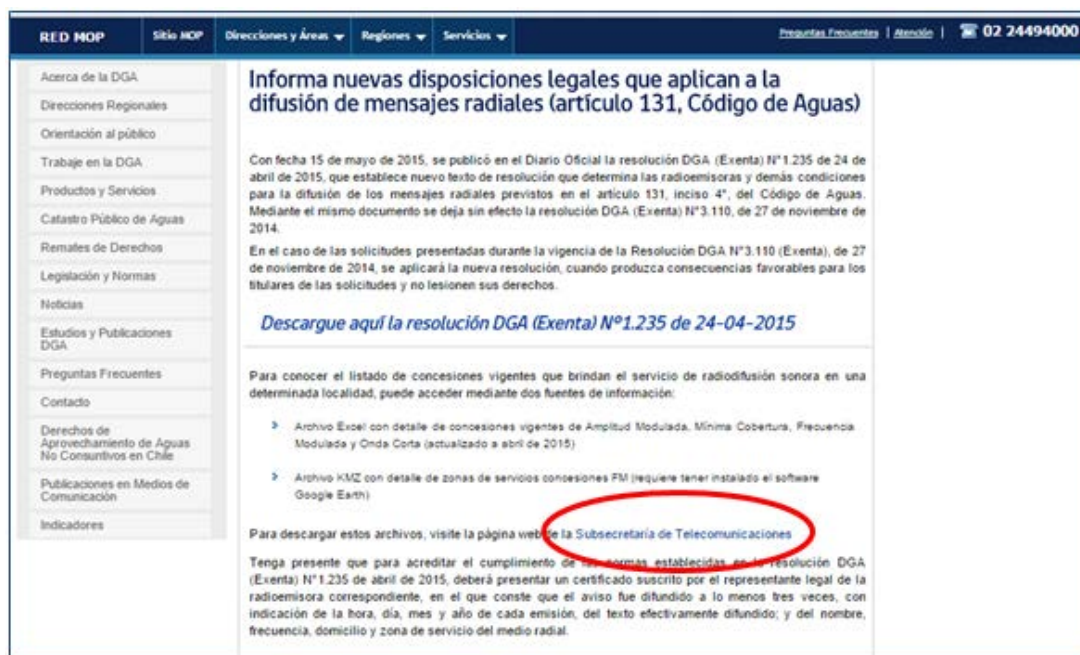 RED MOP
Sitio MOP
Direcciones y Áreas
Regiones
Servicios
Preguntas Frecuentes | Atención |
02 24494000
Acerca de la DGA
Direcciones Regionales
Orientación al público
Trabaje en la DGA
Productos y Servicios
Catastro Público de Aguas
Remates de Derechos
Legislación y Normas
Noticias
Estudios y Publicaciones
DGA
Preguntas Frecuentes
Contacto
Derechos de
Aprovechamiento de Aguas
No Consuntivos en Chile
Publicaciones en Medios de
Comunicación
Indicadores
Informa nuevas disposiciones legales que aplican a la
difusión de mensajes radiales (artículo 131, Código de Aguas)
Con fecha 15 de mayo de 2015, se publicó en el Diario Oficial la resolución DGA (Exenta) N°1.235 de 24 de
abril de 2015, que establece nuevo texto de resolución que determina las radioemisoras y demás condiciones
para la difusión de los mensajes radiales previstos en el artículo 131, inciso 4°, del Código de Aguas.
Mediante el mismo documento se deja sin efecto la resolución DGA (Exenta) N°3.110, de 27 de noviembre de
2014.
En el caso de las solicitudes presentadas durante la vigencia de la Resolución DGA N°3.110 (Exenta), de 27
de noviembre de 2014, se aplicará la nueva resolución, cuando produzca consecuencias favorables para los
titulares de las solicitudes y no lesionen sus derechos.
Descargue aquí la resolución DGA (Exenta) Nº1.235 de 24-04-2015
Para conocer el listado de concesiones vigentes que brindan el servicio de radiodifusión sonora en una
determinada localidad, puede acceder mediante dos fuentes de información:
Archivo Excel con detalle de concesiones vigentes de Amplitud Modulada, Mínima Cobertura, Frecuencia
Modulada y Onda Corta (actualizado a abril de 2015)
Archivo KMZ con detalle de zonas de servicios concesiones FM (requiere tener instalado el software
Google Earth)
Para descargar estos archivos, visite la página web de la Subsecretaría de Telecomunicaciones
Tenga presente que para acreditar el cumplimiento de las normas establecidas en la resolución DGA
(Exenta) N°1.235 de abril de 2015, deberá presentar un certificado suscrito por el representante legal de la
radioemisora correspondiente, en el que conste que el aviso fue difundido a lo menos tres veces, con
indicación de la hora, día, mes y año de cada emisión, del texto efectivamente difundido; y del nombre,
frecuencia, domicilio y zona de servicio del medio radial.